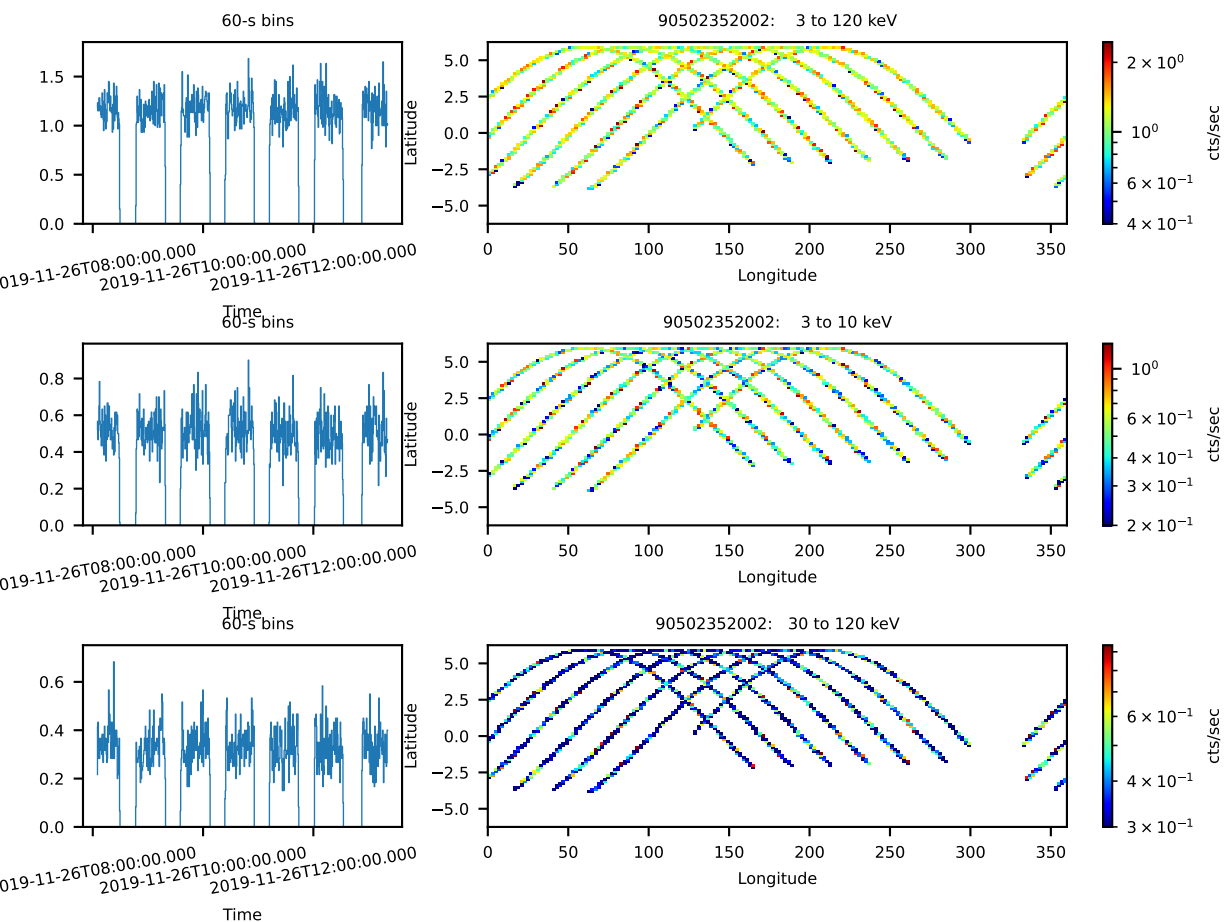 60-s bins
90502352002: 3 to 120 keV
1.5
1.0
0.5
0.0
Latitude
5.0
2.5
0.0
−2.5
−5.0
2 × 10⁰
10⁰
6 × 10⁻¹
4 × 10⁻¹
cts/sec
019-11-26T08:00:00.000
2019-11-26T10:00:00.000
2019-11-26T12:00:00.000
Time
0 50 100 150 200 250 300 350
Longitude
60-s bins
90502352002: 3 to 10 keV
0.8
0.6
0.4
0.2
0.0
Latitude
5.0
2.5
0.0
−2.5
−5.0
10⁰
6 × 10⁻¹
4 × 10⁻¹
3 × 10⁻¹
2 × 10⁻¹
cts/sec
019-11-26T08:00:00.000
2019-11-26T10:00:00.000
2019-11-26T12:00:00.000
Time
0 50 100 150 200 250 300 350
Longitude
60-s bins
90502352002: 30 to 120 keV
0.6
0.4
0.2
0.0
Latitude
5.0
2.5
0.0
−2.5
−5.0
6 × 10⁻¹
4 × 10⁻¹
3 × 10⁻¹
cts/sec
019-11-26T08:00:00.000
2019-11-26T10:00:00.000
2019-11-26T12:00:00.000
Time
0 50 100 150 200 250 300 350
Longitude